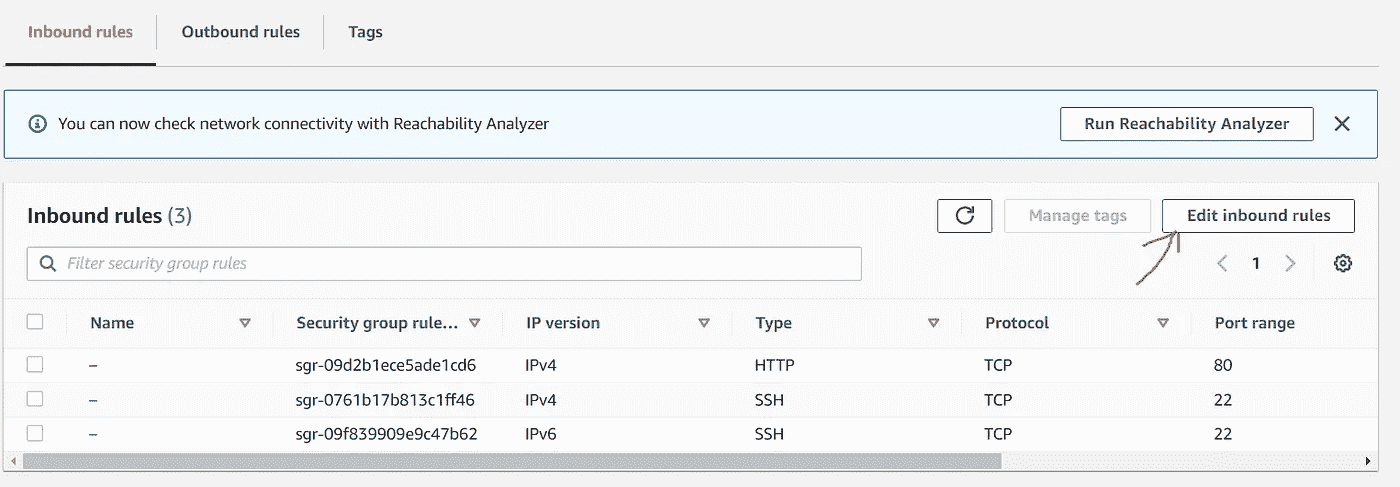 Inbound rules Outbound rules Tags
You can now check network connectivity with Reachability Analyzer Run Reachability Analyzer
Inbound rules (3) Manage tags Edit inbound rules
Filter security group rules 1
Name Security group rule... IP version Type Protocol Port range
– sgr-09d2b1ece5ade1cd6 IPv4 HTTP TCP 80
– sgr-0761b17b813c1ff46 IPv4 SSH TCP 22
– sgr-09f839909e9c47b62 IPv6 SSH TCP 22